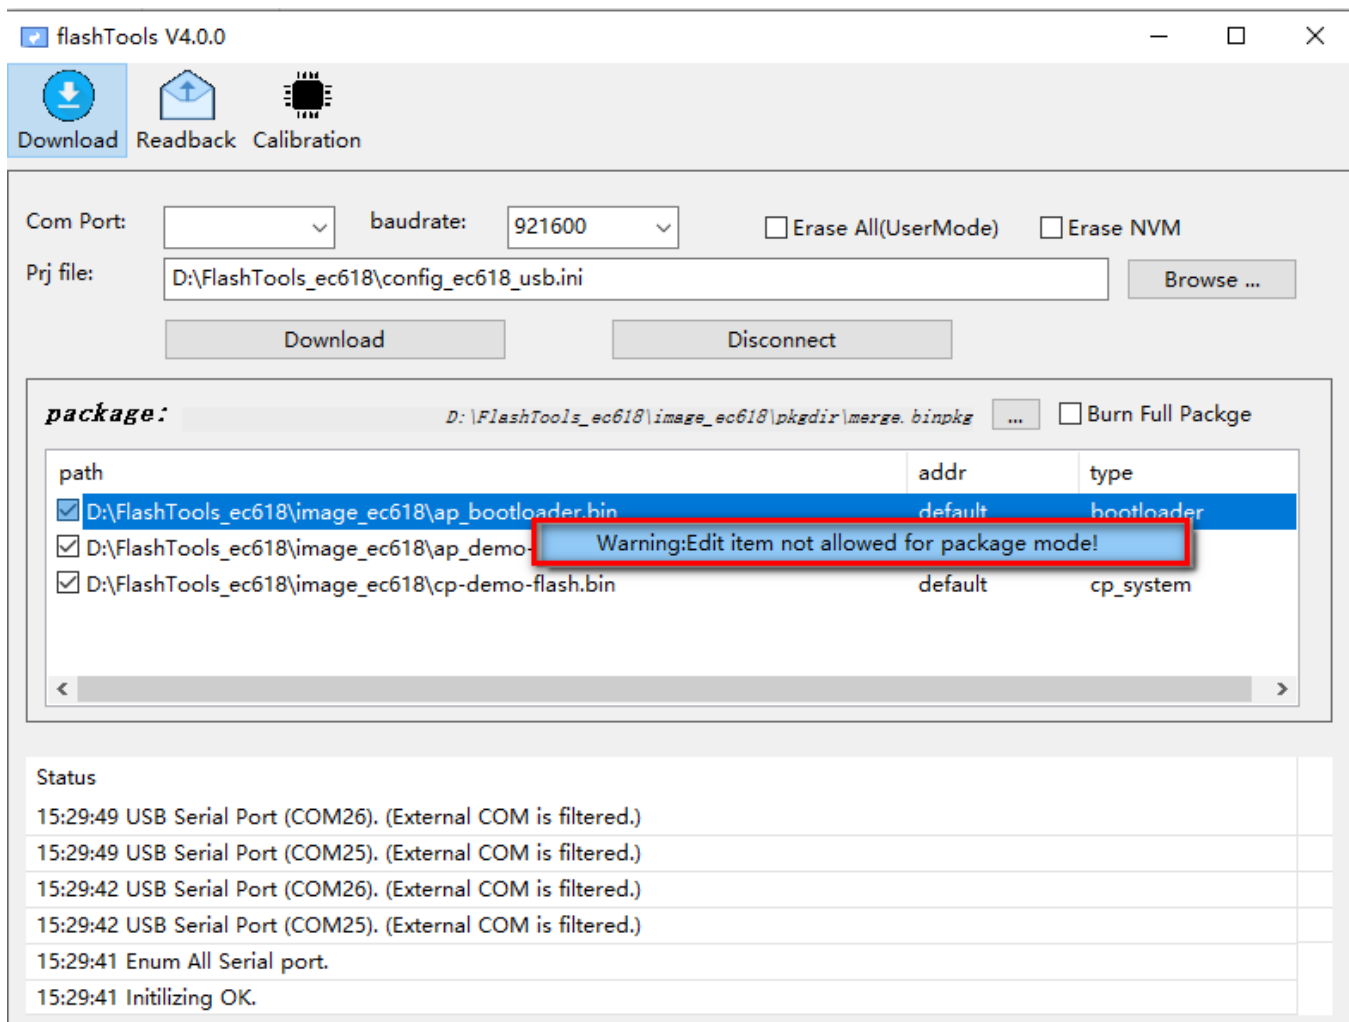 flashTools V4.0.0
Download Readback Calibration
Com Port: baudrate: 921600 Erase All(UserMode) Erase NVM
Prj file: D:\FlashTools_ec618\config_ec618_usb.ini Browse ...
Download Disconnect
package: D:\FlashTools_ec618\image_ec618\pkgdir\merge.binpkg ... Burn Full Packge
path addr type
D:\FlashTools_ec618\image_ec618\ap_bootloader.bin default bootloader
D:\FlashTools_ec618\image_ec618\ap_demo- Warning:Edit item not allowed for package mode!
D:\FlashTools_ec618\image_ec618\cp-demo-flash.bin default cp_system
Status
15:29:49 USB Serial Port (COM26). (External COM is filtered.)
15:29:49 USB Serial Port (COM25). (External COM is filtered.)
15:29:42 USB Serial Port (COM26). (External COM is filtered.)
15:29:42 USB Serial Port (COM25). (External COM is filtered.)
15:29:41 Enum All Serial port.
15:29:41 Initilizing OK.